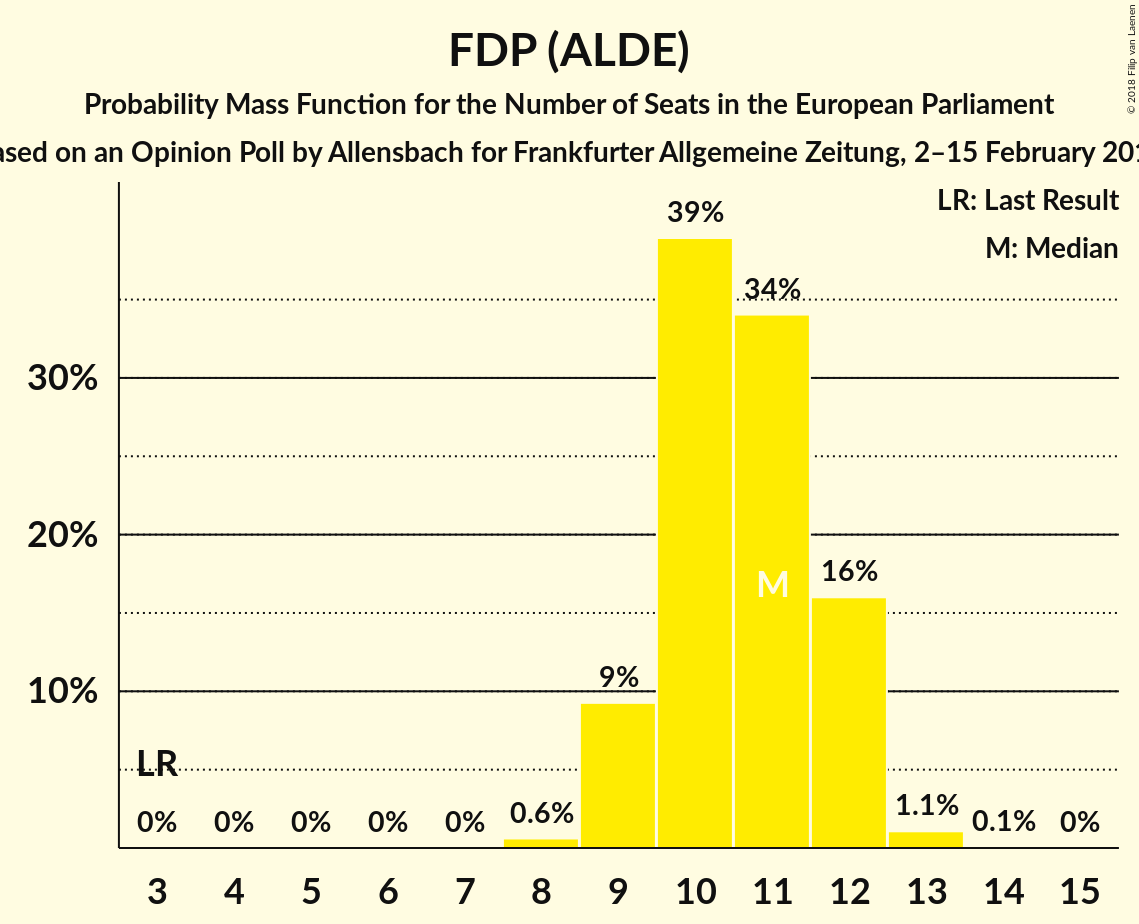 FDP (ALDE)
Probability Mass Function for the Number of Seats in the European Parliament
on an Opinion Poll by Allensbach for Frankfurter Allgemeine Zeitung, 2–15 February
© 2018 Filip van Laenen
LR: Last Result
M: Median
39%
34%
30%
20%
16%
M
10%
9%
LR
0% 0% 0% 0% 0% 0.6% 1.1% 0.1% 0%
3 4 5 6 7 8 9 10 11 12 13 14 15